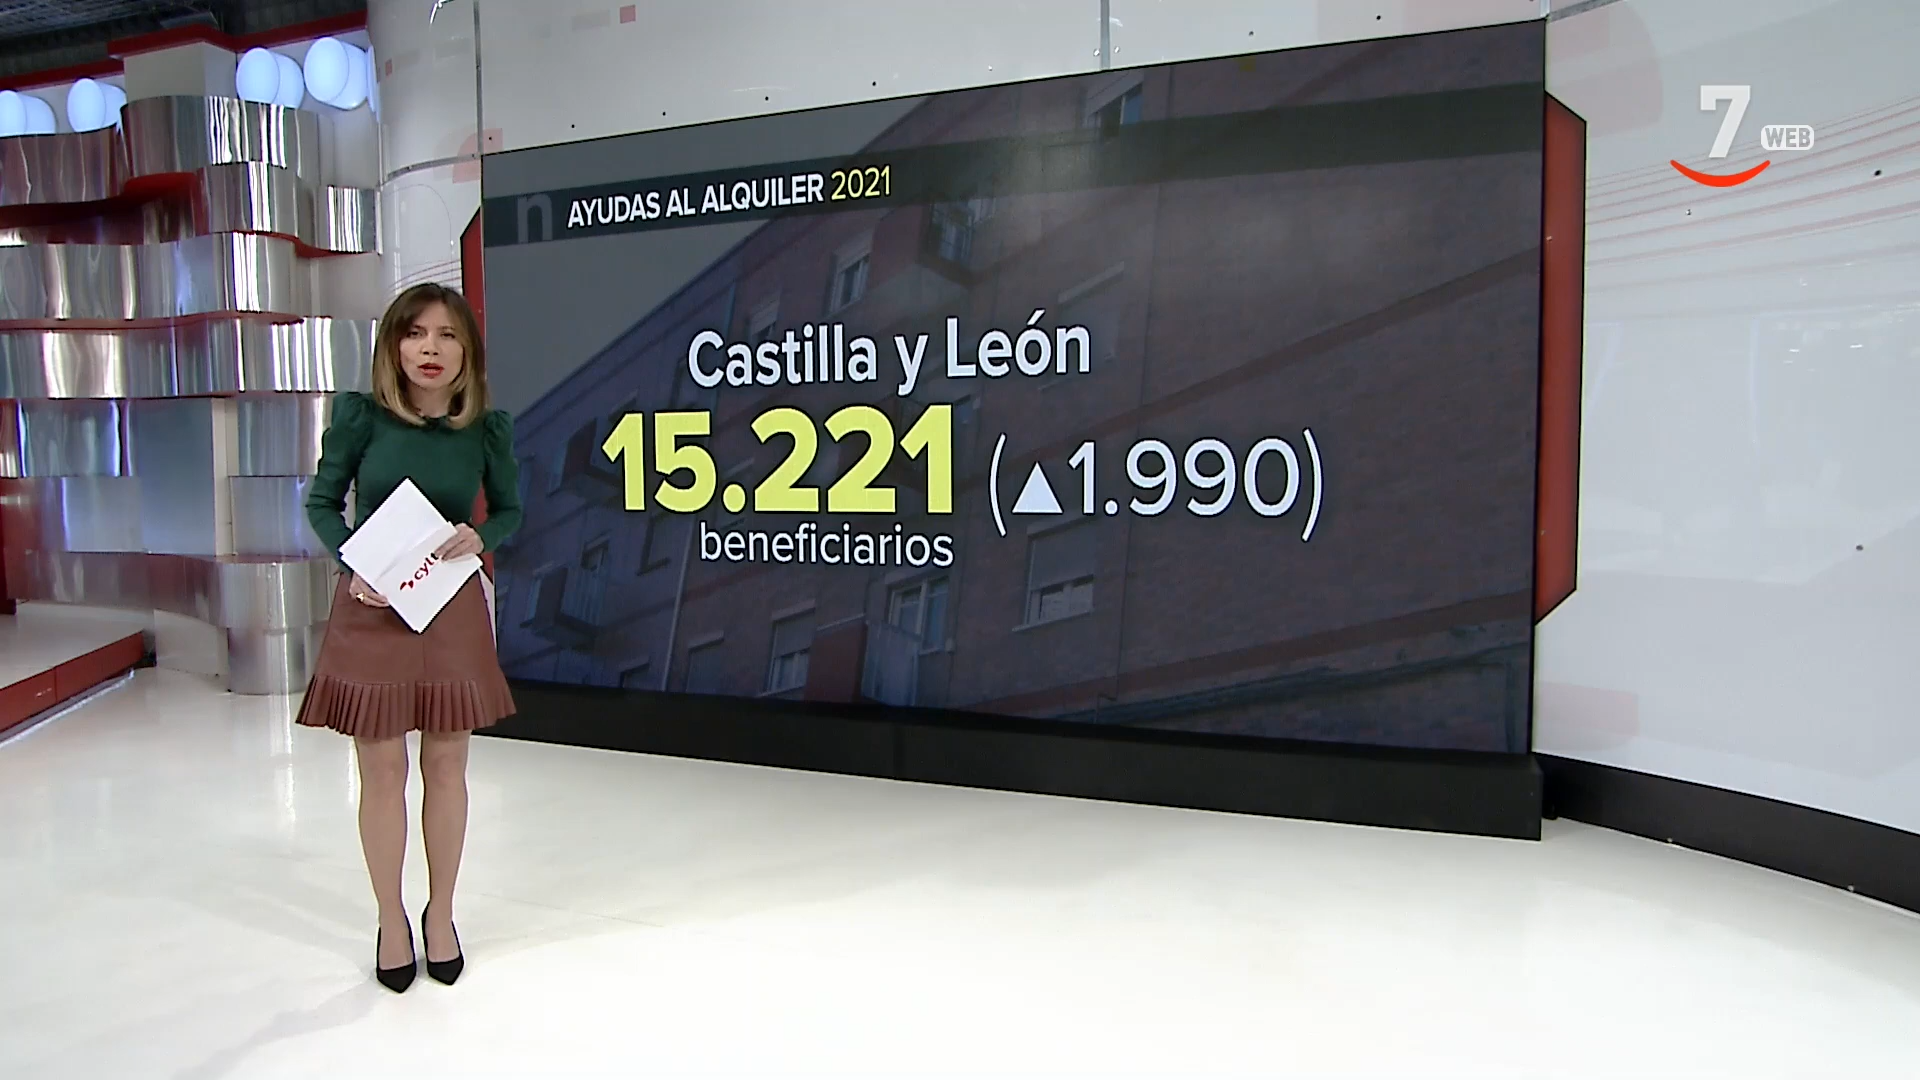 7
WEB
n AYUDAS AL ALQUILER 2021
Castilla y León
15.221 (▲1.990)
beneficiarios